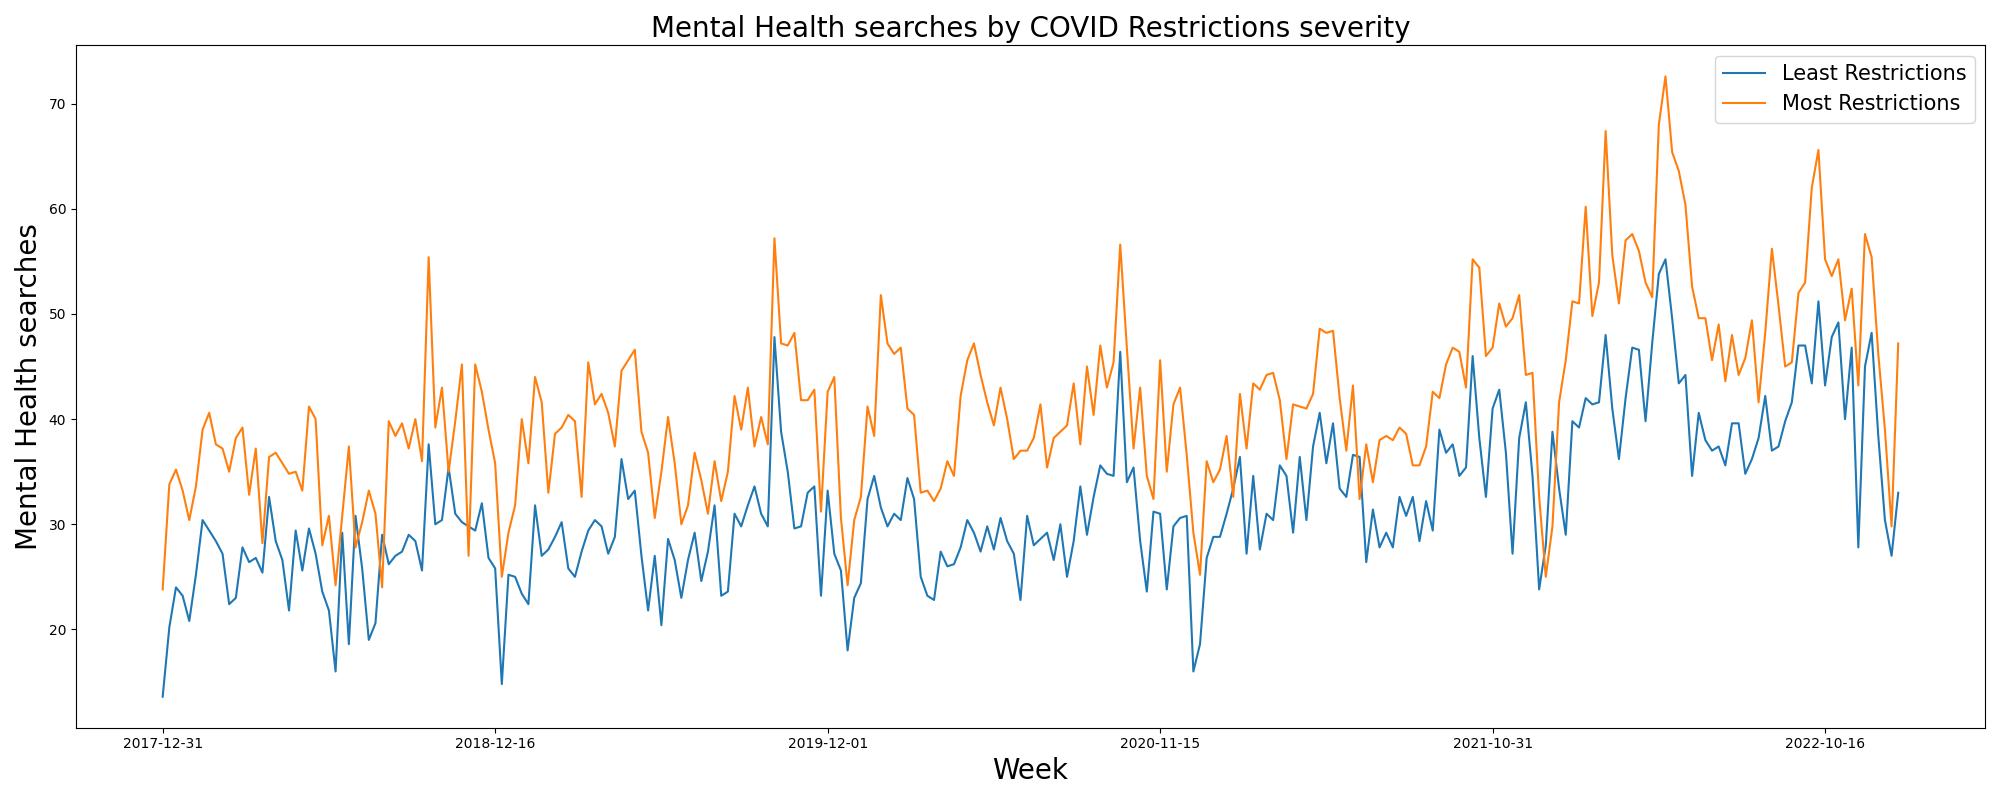 Mental Health searches by COVID Restrictions severity
Least Restrictions
Most Restrictions
Mental Health searches
70
60
50
40
30
20
2017-12-31
2018-12-16
2019-12-01
2020-11-15
2021-10-31
2022-10-16
Week